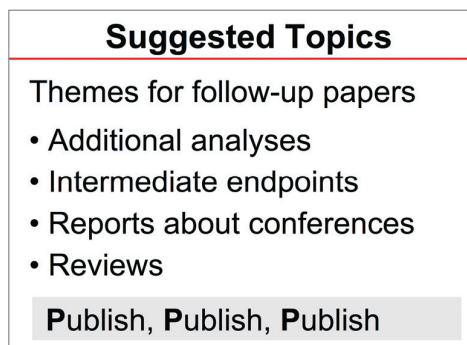 Suggested Topics
Themes for follow-up papers
• Additional analyses
• Intermediate endpoints
• Reports about conferences
• Reviews
Publish, Publish, Publish